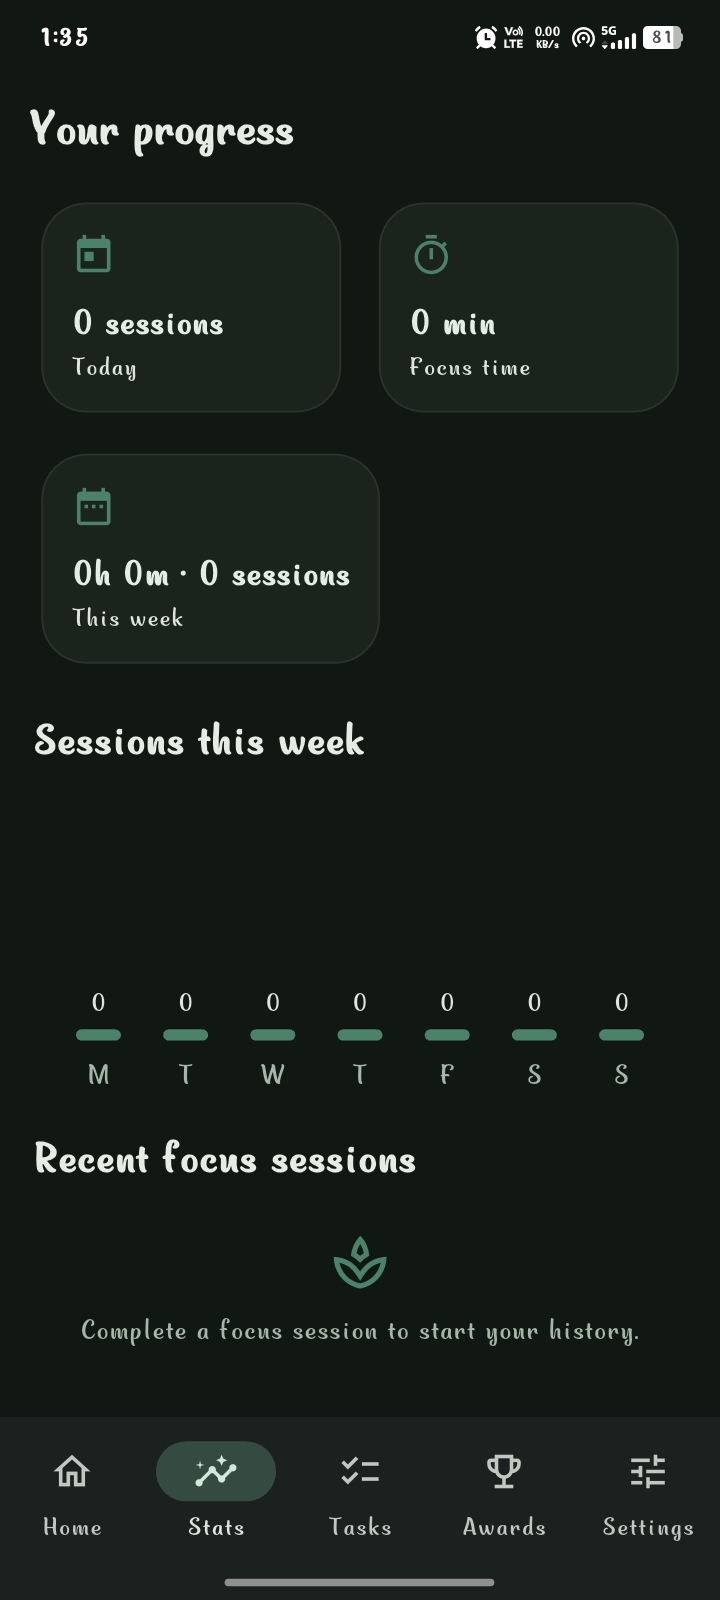 1:35
Vo)) LTE 0.00 KB/s 5G 81
Your progress
0 sessions
Today
0 min
Focus time
0h 0m · 0 sessions
This week
Sessions this week
0 0 0 0 0 0 0
M T W T F S S
Recent focus sessions
Complete a focus session to start your history.
Home Stats Tasks Awards Settings